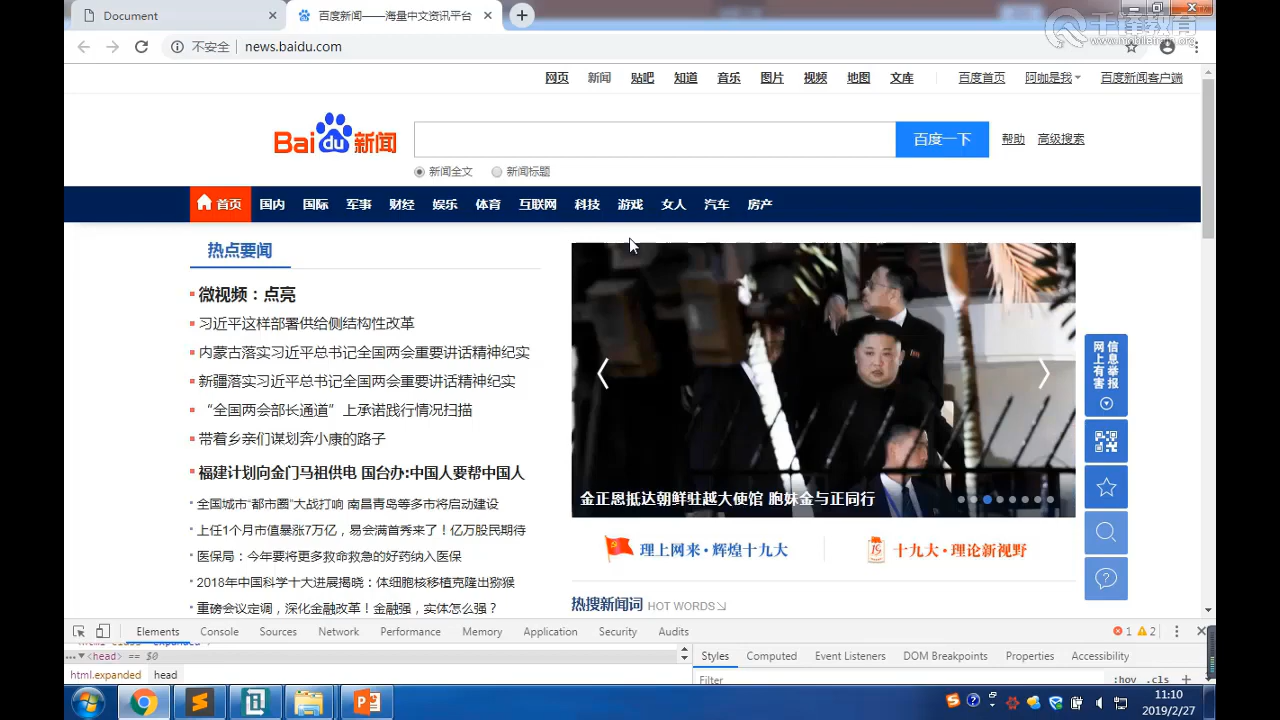 Document
百度新闻——海量中文资讯平台
千泽教育
www.mobiletrain.org
不安全 news.baidu.com
网页 新闻 贴吧 知道 音乐 图片 视频 地图 文库 百度首页 阿咖是我 百度新闻客户端
Baidu新闻
百度一下 帮助 高级搜索
新闻全文 新闻标题
首页 国内 国际 军事 财经 娱乐 体育 互联网 科技 游戏 女人 汽车 房产
热点要闻
微视频：点亮
习近平这样部署供给侧结构性改革
内蒙古落实习近平总书记全国两会重要讲话精神纪实
新疆落实习近平总书记全国两会重要讲话精神纪实
“全国两会部长通道”上承诺践行情况扫描
带着乡亲们谋划奔小康的路子
福建计划向金门马祖供电 国台办:中国人要帮中国人
全国城市“都市圈”大战打响 南昌青岛等多市将启动建设
上任1个月市值暴涨7万亿，易会满首秀来了！亿万股民期待
医保局：今年要将更多救命救急的好药纳入医保
2018年中国科学十大进展揭晓：体细胞核移植克隆出猕猴
重磅会议定调，深化金融改革！金融强，实体怎么强？
金正恩抵达朝鲜驻越大使馆 胞妹金与正同行
理上网来·辉煌十九大
十九大·理论新视野
热搜新闻词 HOT WORDS
网上有害信息举报
Elements Console Sources Network Performance Memory Application Security Audits 1 2
<head> == $0
html.expanded head
Styles Computed Event Listeners DOM Breakpoints Properties Accessibility
Filter :hov .cls +
11:10
2019/2/27